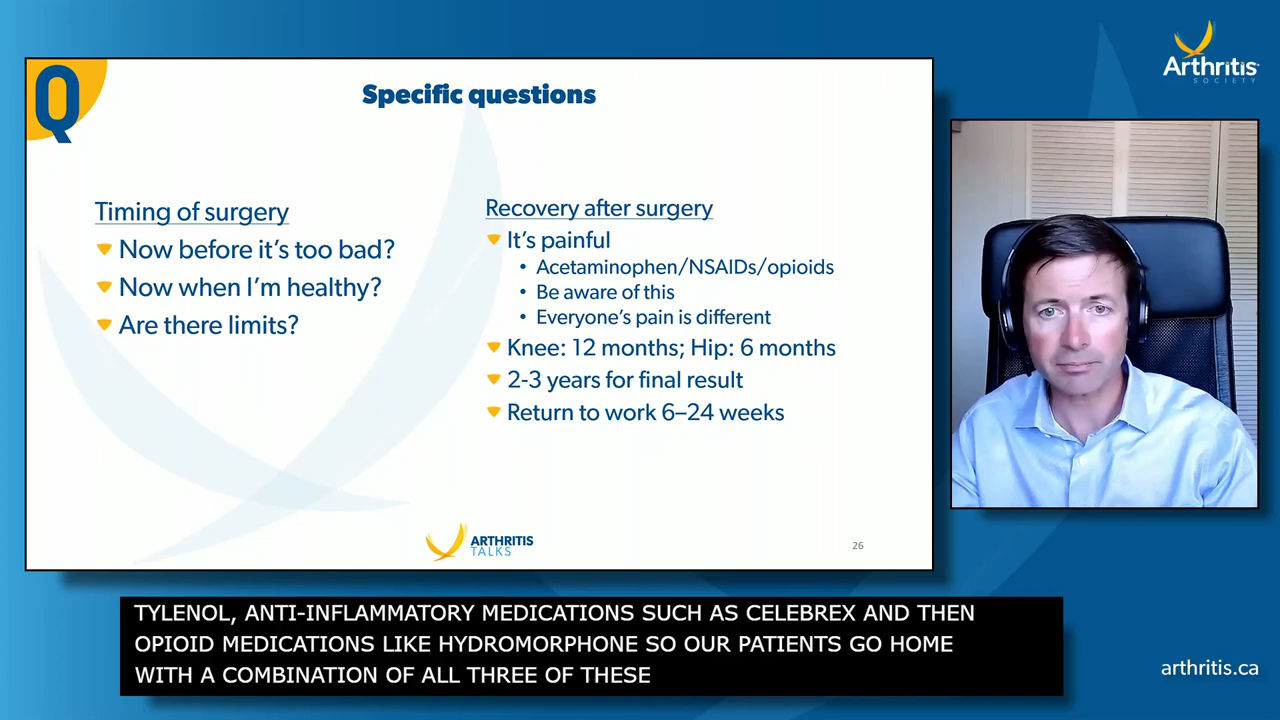 Arthritis
SOCIETY
Q
Specific questions
Timing of surgery
Now before it's too bad?
Now when I'm healthy?
Are there limits?
Recovery after surgery
It's painful
• Acetaminophen/NSAIDs/opioids
• Be aware of this
• Everyone's pain is different
Knee: 12 months; Hip: 6 months
2-3 years for final result
Return to work 6–24 weeks
ARTHRITIS
TALKS
26
TYLENOL, ANTI-INFLAMMATORY MEDICATIONS SUCH AS CELEBREX AND THEN
OPIOID MEDICATIONS LIKE HYDROMORPHONE SO OUR PATIENTS GO HOME
WITH A COMBINATION OF ALL THREE OF THESE
arthritis.ca